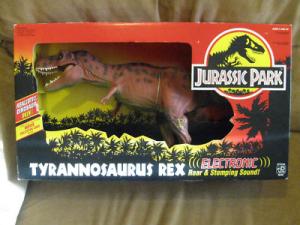 JURASSIC PARK
TYRANNOSAURUS REX
ELECTRONIC
Roar & Stomping Sound!